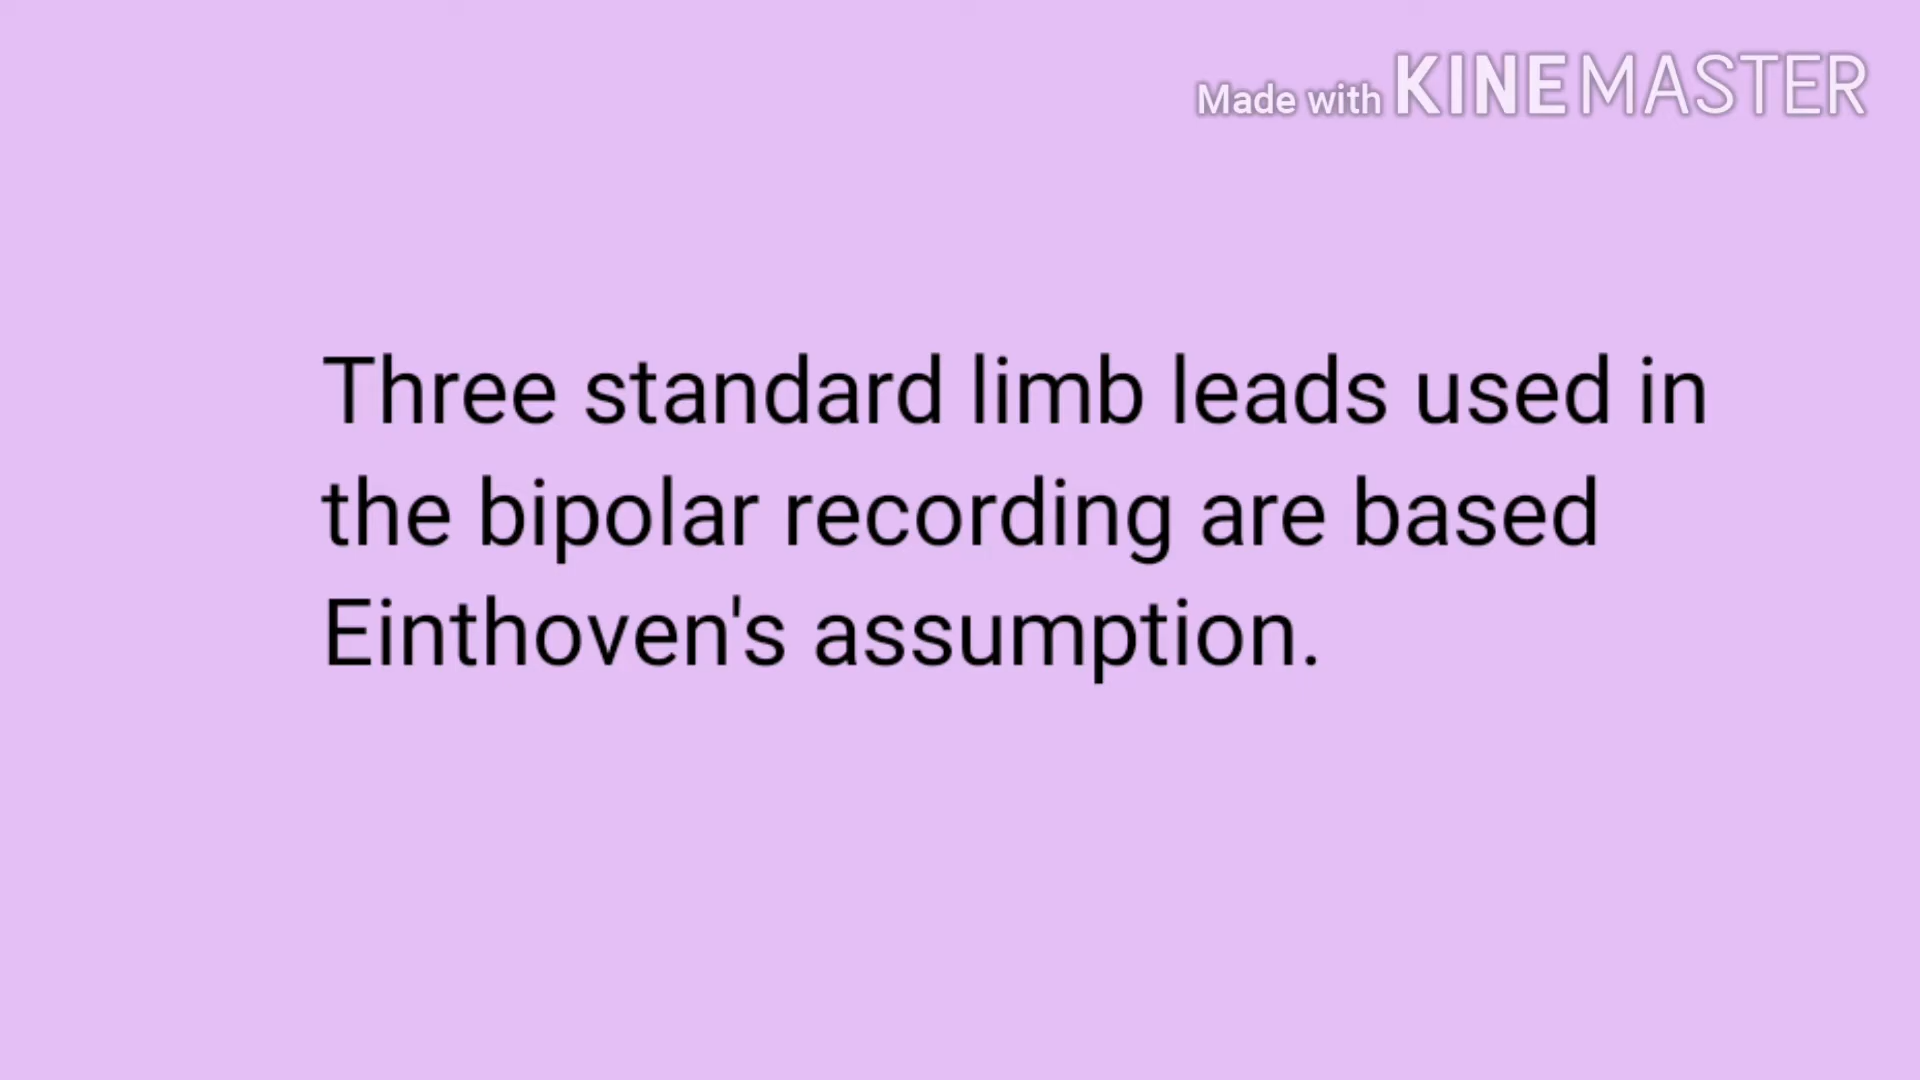 Made with KINEMASTER
Three standard limb leads used in
the bipolar recording are based
Einthoven's assumption.